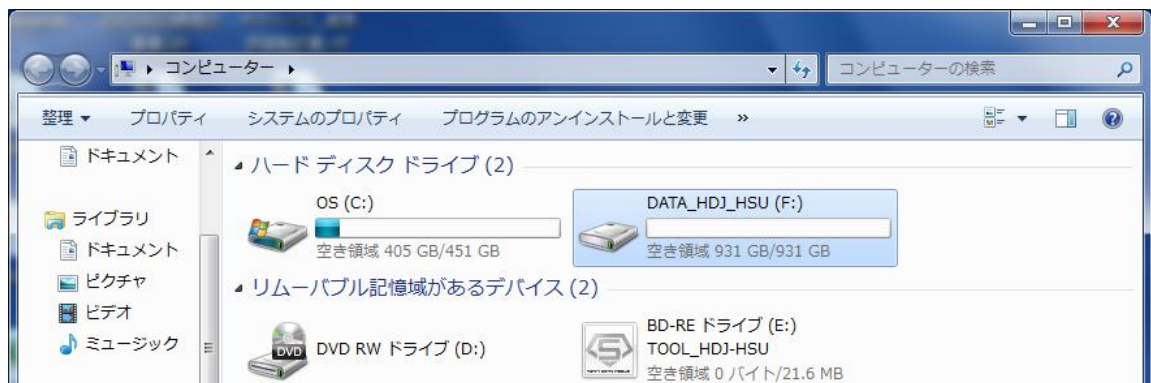 コンピューター
コンピューターの検索
整理 プロパティ システムのプロパティ プログラムのアンインストールと変更 »
ドキュメント
ライブラリ
ドキュメント
ピクチャ
ビデオ
ミュージック
ハード ディスク ドライブ (2)
OS (C:)
空き領域 405 GB/451 GB
DATA_HDJ_HSU (F:)
空き領域 931 GB/931 GB
リムーバブル記憶域があるデバイス (2)
DVD
DVD RW ドライブ (D:)
BD-RE ドライブ (E:)
TOOL_HDJ-HSU
空き領域 0 バイト/21.6 MB